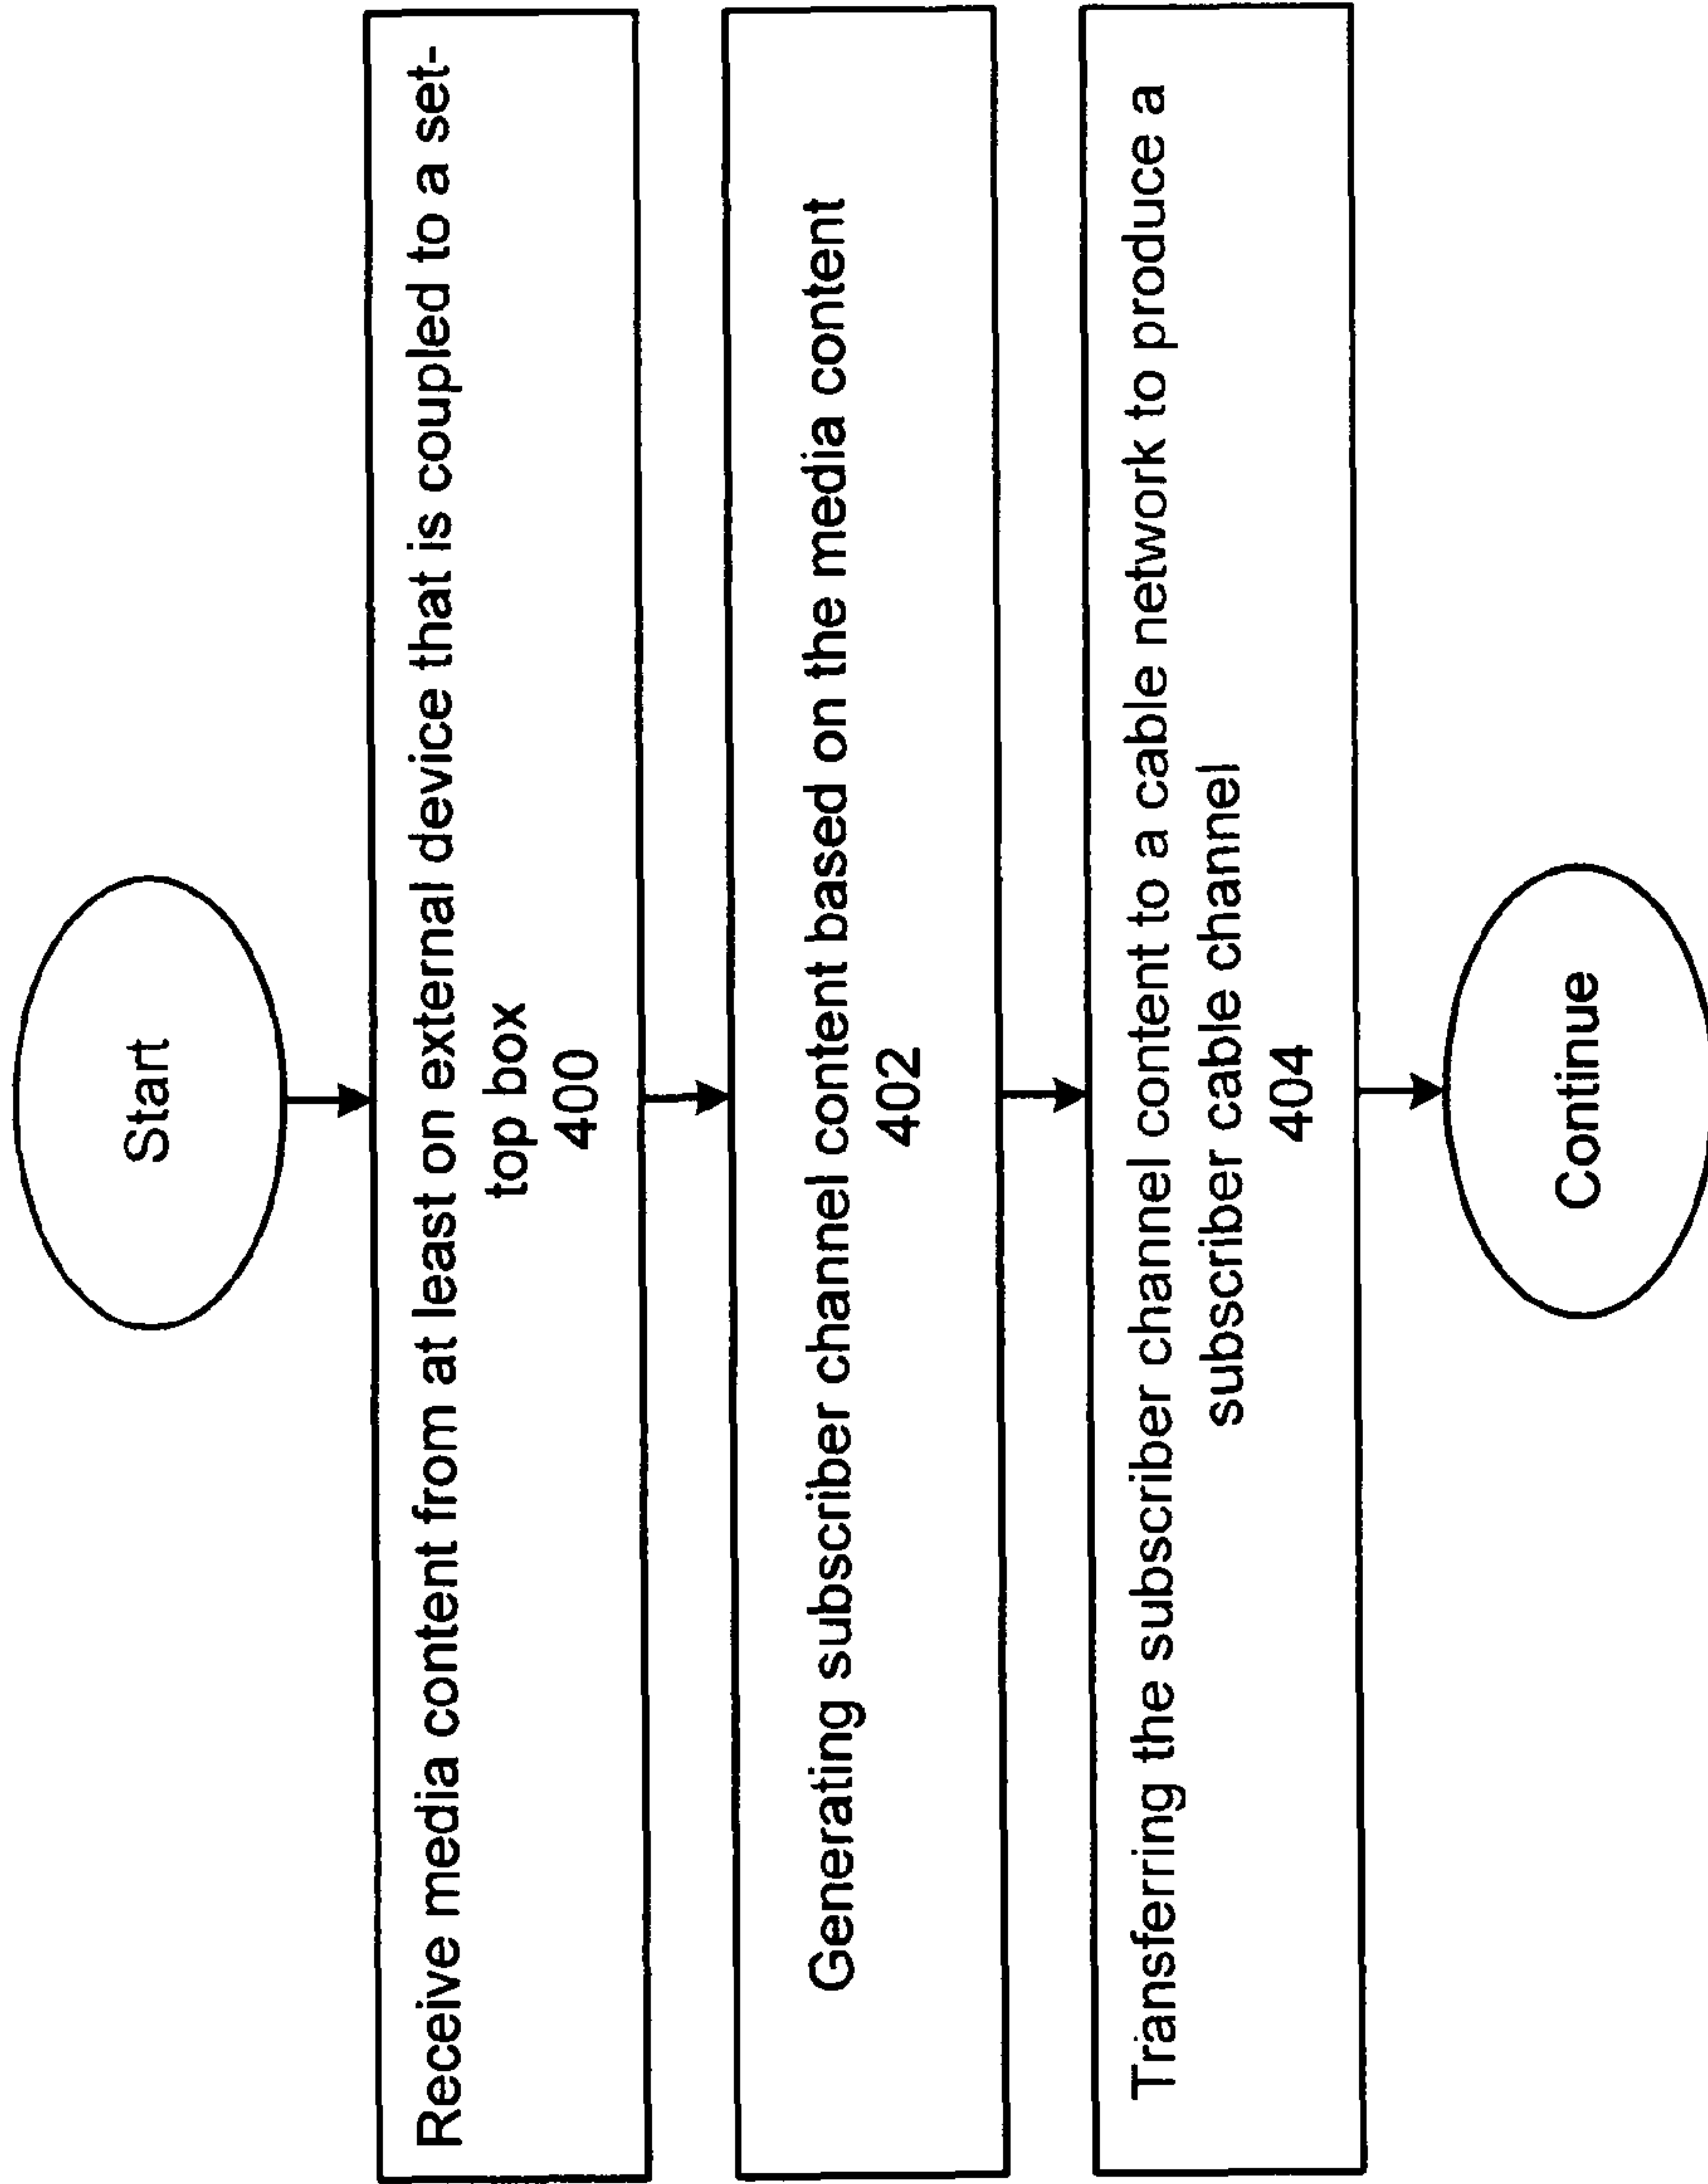 Start
Receive media content from at least on external device that is coupled to a set-
top box
400
Generating subscriber channel content based on the media content
402
Transferring the subscriber channel content to a cable network to produce a
subscriber cable channel
404
Continue